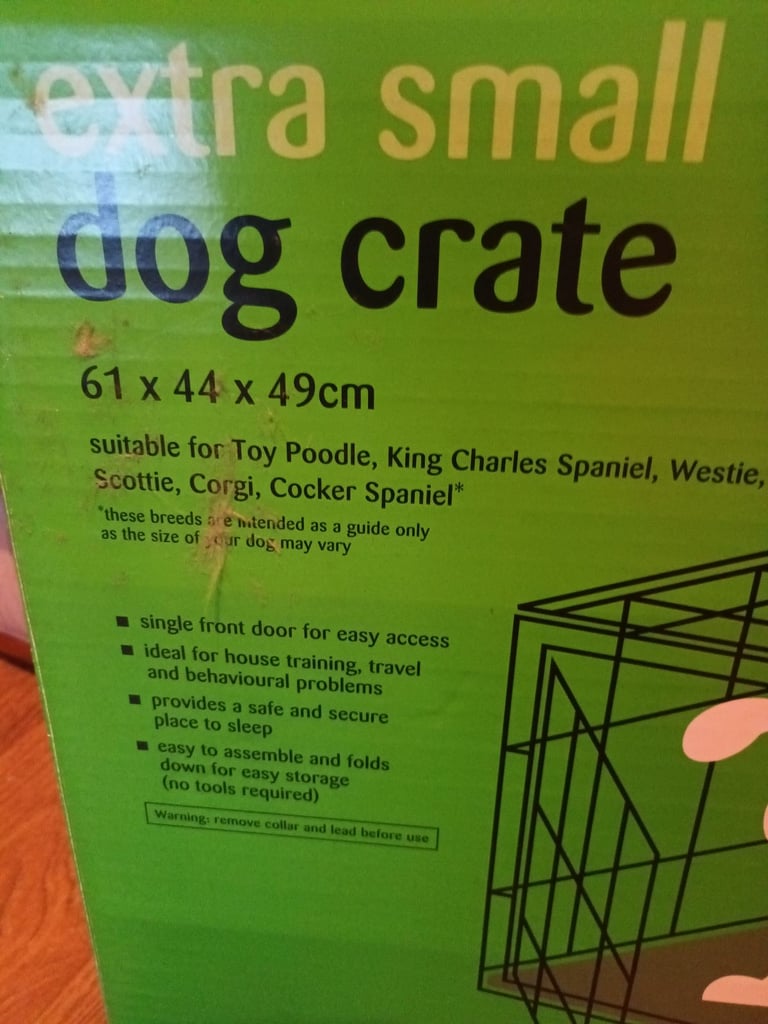 extra small
dog crate
61 x 44 x 49cm
suitable for Toy Poodle, King Charles Spaniel, Westie,
Scottie, Corgi, Cocker Spaniel*
*these breeds are intended as a guide only
as the size of your dog may vary
■ single front door for easy access
■ ideal for house training, travel
and behavioural problems
■ provides a safe and secure
place to sleep
■ easy to assemble and folds
down for easy storage
(no tools required)
Warning: remove collar and lead before use